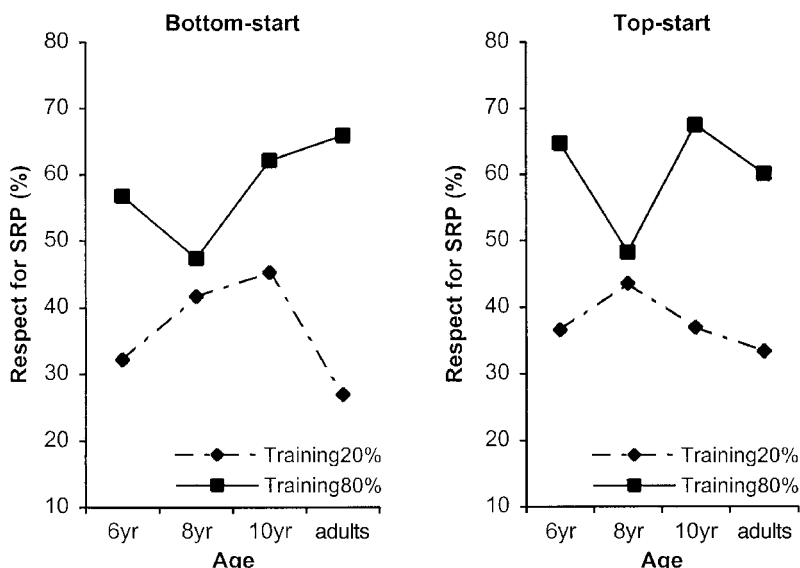 Bottom-start
80
70
60
50
40
30
20
10
Respect for SRP (%)
Training20%
Training80%
6yr 8yr 10yr adults
Age
Top-start
80
70
60
50
40
30
20
10
Respect for SRP (%)
Training20%
Training80%
6yr 8yr 10yr adults
Age